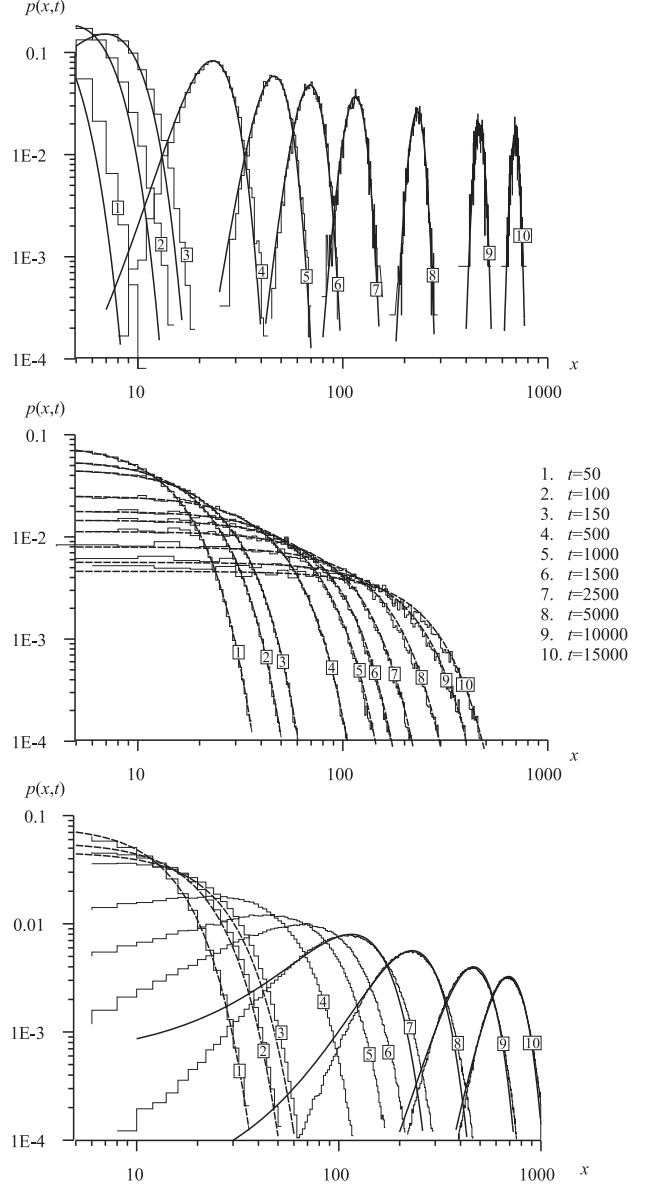 p(x,t)
0.1
1E-2
1E-3
1E-4
1
2
3
4
5
6
7
8
9
10
10
100
1000
x
p(x,t)
0.1
1E-2
1E-3
1E-4
1
2
3
4
5
6
7
8
9
10
10
100
1000
x
1. t=50
2. t=100
3. t=150
4. t=500
5. t=1000
6. t=1500
7. t=2500
8. t=5000
9. t=10000
10. t=15000
p(x,t)
0.1
0.01
1E-3
1E-4
1
2
3
4
5
6
7
8
9
10
10
100
1000
x